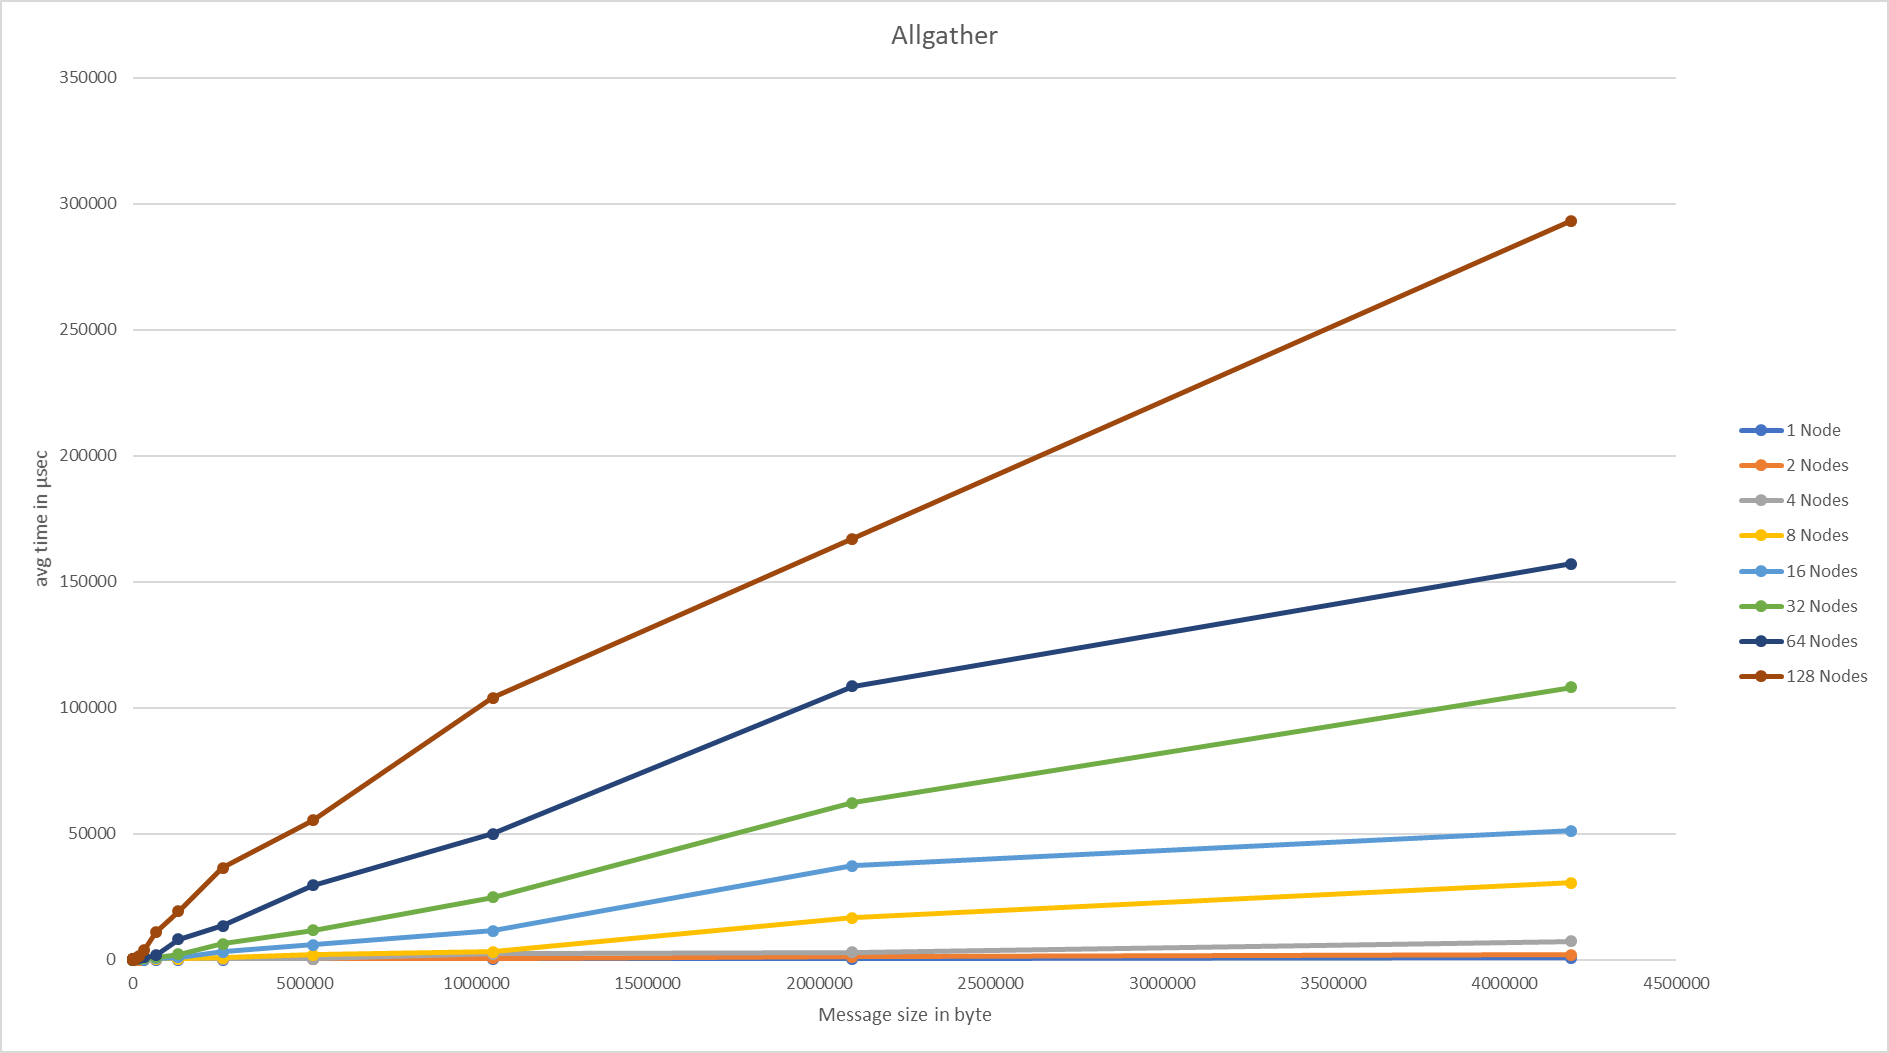 Allgather
350000
300000
250000
200000
150000
100000
50000
0
avg time in µsec
0 500000 1000000 1500000 2000000 2500000 3000000 3500000 4000000 4500000
Message size in byte
1 Node
2 Nodes
4 Nodes
8 Nodes
16 Nodes
32 Nodes
64 Nodes
128 Nodes